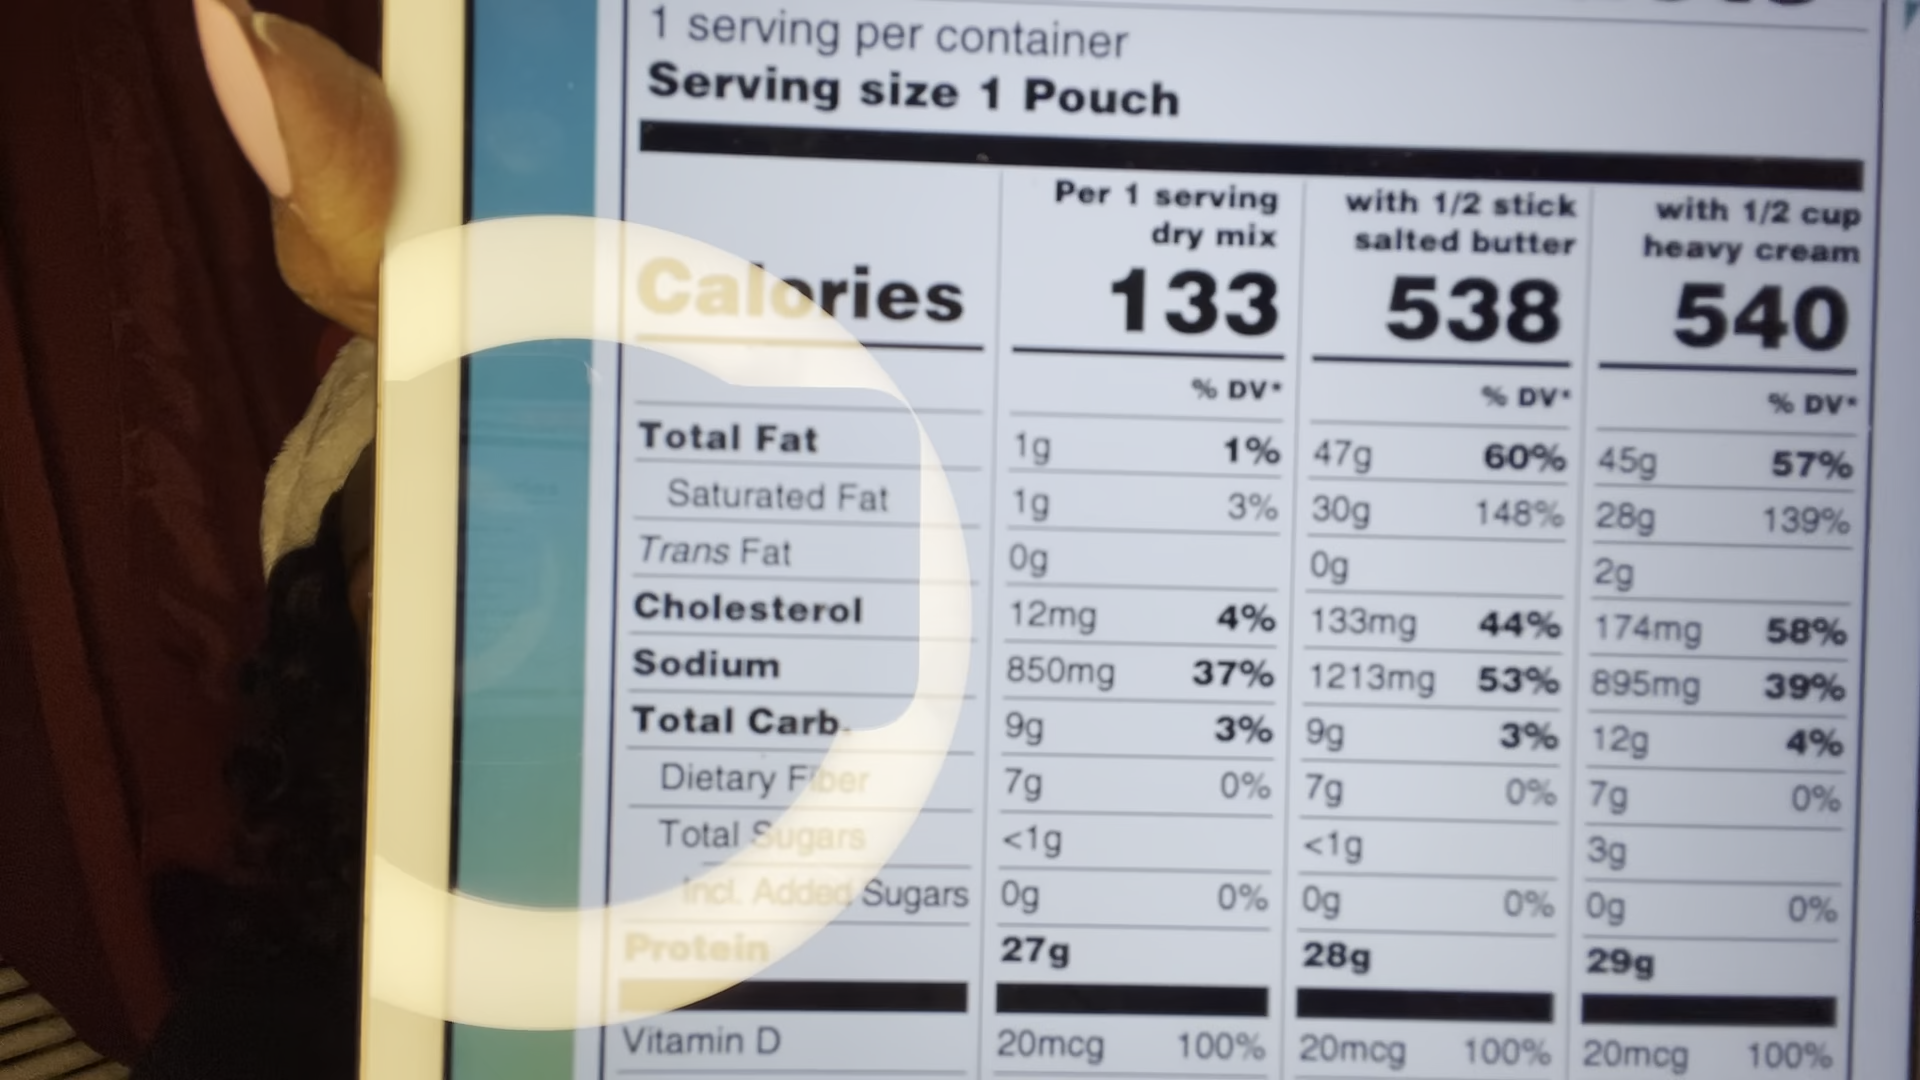 1 serving per container
Serving size 1 Pouch
Per 1 serving dry mix with 1/2 stick salted butter with 1/2 cup heavy cream
Calories 133 538 540
% DV* % DV* % DV*
Total Fat 1g 1% 47g 60% 45g 57%
Saturated Fat 1g 3% 30g 148% 28g 139%
Trans Fat 0g 0g 2g
Cholesterol 12mg 4% 133mg 44% 174mg 58%
Sodium 850mg 37% 1213mg 53% 895mg 39%
Total Carb. 9g 3% 9g 3% 12g 4%
Dietary Fiber 7g 0% 7g 0% 7g 0%
Total Sugars <1g <1g 3g
Incl. Added Sugars 0g 0% 0g 0% 0g 0%
Protein 27g 28g 29g
Vitamin D 20mcg 100% 20mcg 100% 20mcg 100%